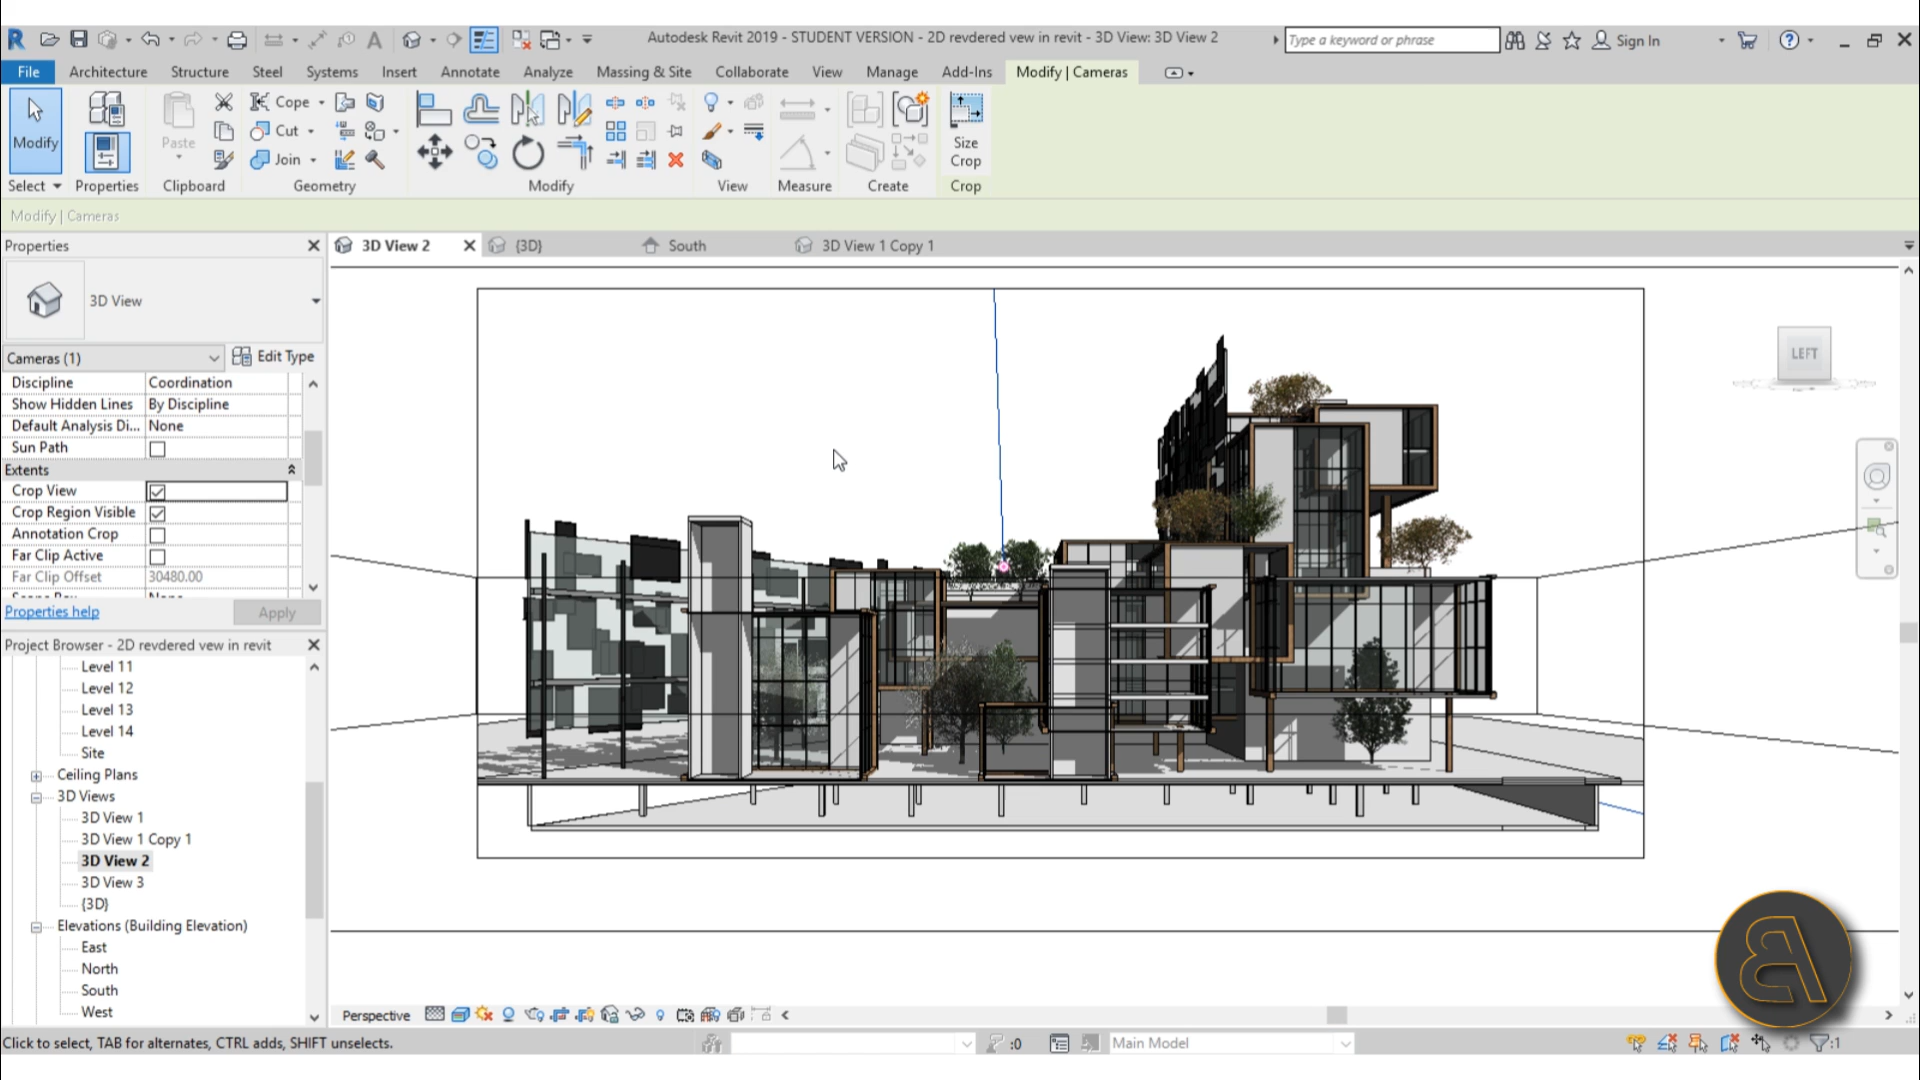 Autodesk Revit 2019 - STUDENT VERSION - 2D revdered vew in revit - 3D View: 3D View 2
Type a keyword or phrase
Sign In
File Architecture Structure Steel Systems Insert Annotate Analyze Massing & Site Collaborate View Manage Add-Ins Modify | Cameras
Modify
Paste
Cope
Cut
Join
Size
Crop
Select Properties Clipboard Geometry Modify View Measure Create Crop
Modify | Cameras
Properties
3D View 2 {3D} South 3D View 1 Copy 1
3D View
Cameras (1) Edit Type
Discipline Coordination
Show Hidden Lines By Discipline
Default Analysis Di... None
Sun Path
Extents
Crop View
Crop Region Visible
Annotation Crop
Far Clip Active
Far Clip Offset 30480.00
Properties help Apply
Project Browser - 2D revdered vew in revit
Level 11
Level 12
Level 13
Level 14
Site
Ceiling Plans
3D Views
3D View 1
3D View 1 Copy 1
3D View 2
3D View 3
{3D}
Elevations (Building Elevation)
East
North
South
West
LEFT
Perspective
Click to select, TAB for alternates, CTRL adds, SHIFT unselects.
:0
Main Model
:1